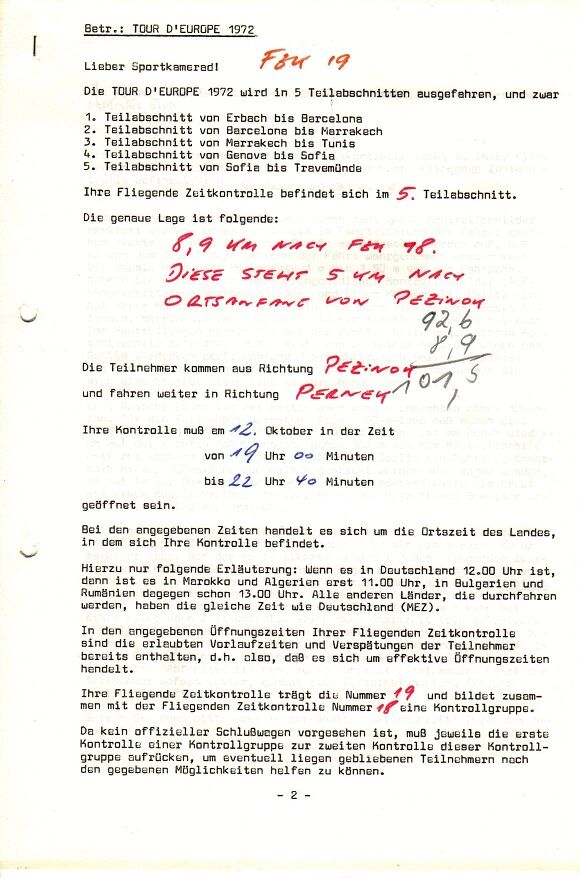 Betr.: TOUR D'EUROPE 1972
FZK 19
Lieber Sportkamerad!
Die TOUR D'EUROPE 1972 wird in 5 Teilabschnitten ausgefahren, und zwar
1. Teilabschnitt von Erbach bis Barcelona
2. Teilabschnitt von Barcelona bis Marrakech
3. Teilabschnitt von Marrakech bis Tunis
4. Teilabschnitt von Genova bis Sofia
5. Teilabschnitt von Sofia bis Travemünde
Ihre Fliegende Zeitkontrolle befindet sich im 5. Teilabschnitt.
Die genaue Lage ist folgende:
8,9 KM NACH FZK 18.
DIESE STEHT 5 KM NACH
ORTSANFANG VON PEZINOK
92,6
8,9
101,5
Die Teilnehmer kommen aus Richtung PEZINOK
und fahren weiter in Richtung PERNEK
Ihre Kontrolle muß am 12. Oktober in der Zeit
von 19 Uhr 00 Minuten
bis 22 Uhr 40 Minuten
geöffnet sein.
Bei den angegebenen Zeiten handelt es sich um die Ortszeit des Landes,
in dem sich Ihre Kontrolle befindet.
Hierzu nur folgende Erläuterung: Wenn es in Deutschland 12.00 Uhr ist,
dann ist es in Marokko und Algerien erst 11.00 Uhr, in Bulgarien und
Rumänien dagegen schon 13.00 Uhr. Alle anderen Länder, die durchfahren
werden, haben die gleiche Zeit wie Deutschland (MEZ).
In den angegebenen Öffnungszeiten Ihrer Fliegenden Zeitkontrolle
sind die erlaubten Vorlaufzeiten und Verspätungen der Teilnehmer
bereits enthalten, d.h. also, daß es sich um effektive Öffnungszeiten
handelt.
Ihre Fliegende Zeitkontrolle trägt die Nummer 19 und bildet zusam-
men mit der Fliegenden Zeitkontrolle Nummer 18 eine Kontrollgruppe.
Da kein offizieller Schlußwagen vorgesehen ist, muß jeweils die erste
Kontrolle einer Kontrollgruppe zur zweiten Kontrolle dieser Kontroll-
gruppe aufrücken, um eventuell liegen gebliebenen Teilnehmern nach
den gegebenen Möglichkeiten helfen zu können.
- 2 -